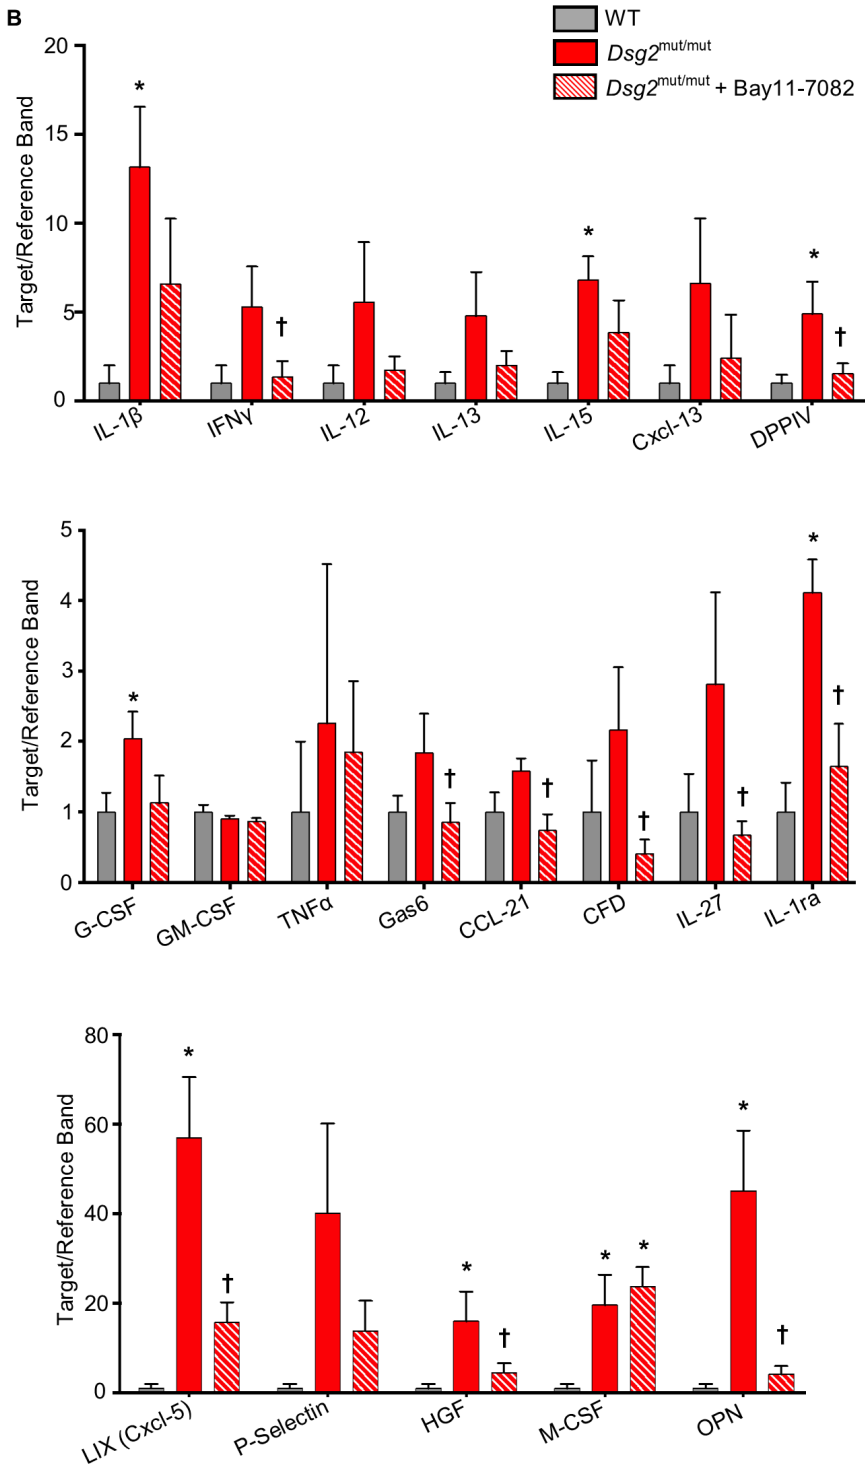 B
WT
Dsg2mut/mut
Dsg2mut/mut + Bay11-7082
Target/Reference Band
20
15
10
5
0
*
†
*
*
†
IL-1β
IFNγ
IL-12
IL-13
IL-15
Cxcl-13
DPPIV
Target/Reference Band
5
4
3
2
1
0
*
†
†
†
†
*
†
G-CSF
GM-CSF
TNFα
Gas6
CCL-21
CFD
IL-27
IL-1ra
Target/Reference Band
80
60
40
20
0
*
†
*
†
*
*
*
†
LIX (Cxcl-5)
P-Selectin
HGF
M-CSF
OPN